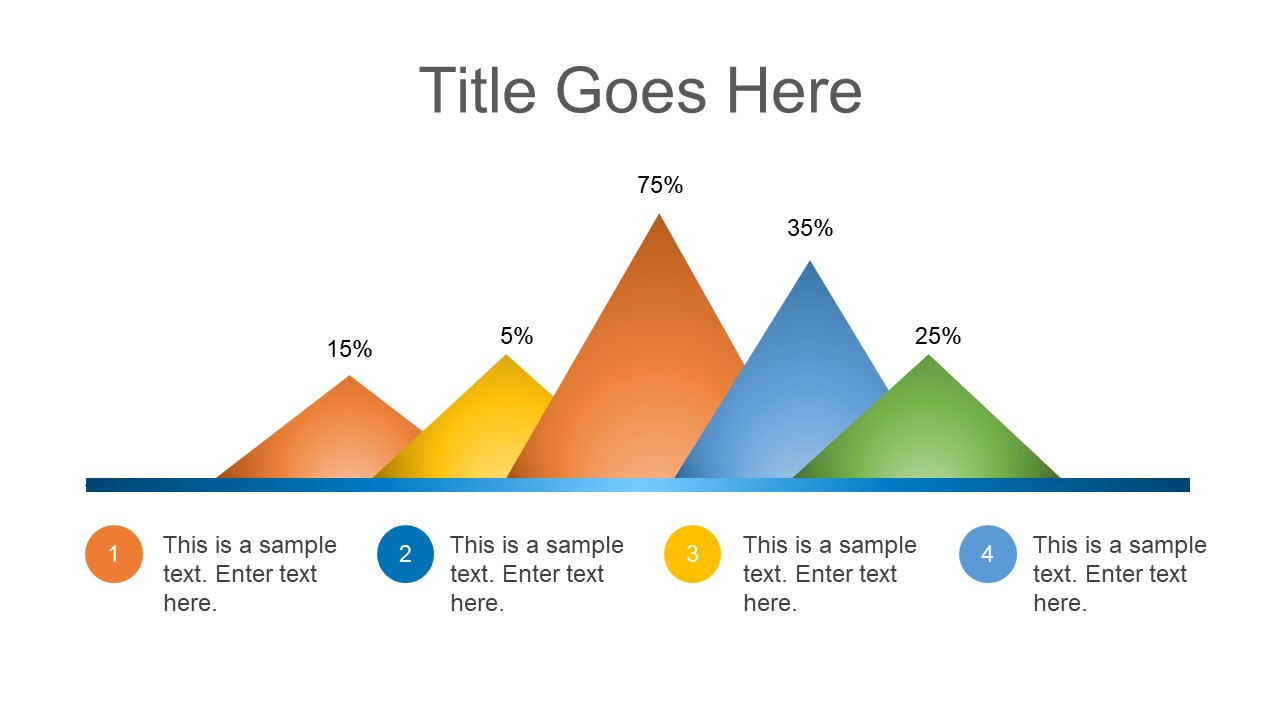 Title Goes Here
75%
35%
15%
5%
25%
1
This is a sample
text. Enter text
here.
2
This is a sample
text. Enter text
here.
3
This is a sample
text. Enter text
here.
4
This is a sample
text. Enter text
here.